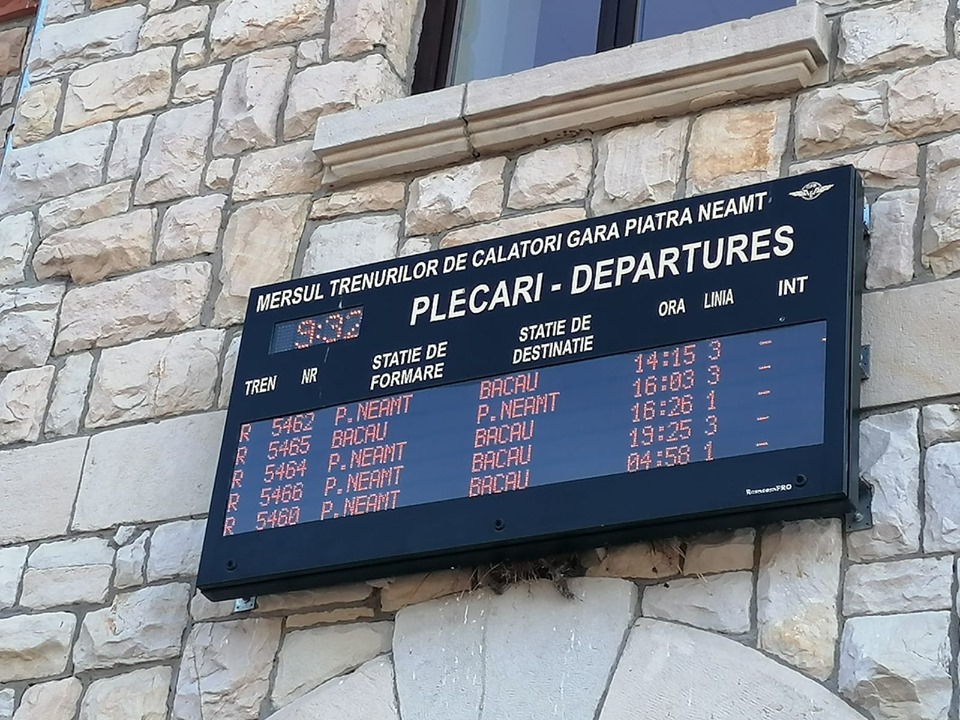 MERSUL TRENURILOR DE CALATORI GARA PIATRA NEAMT
9:32
PLECARI - DEPARTURES
TREN NR STATIE DE FORMARE STATIE DE DESTINATIE ORA LINIA INT
R 5462 P.NEAMT BACAU 14:15 3 -
R 5465 BACAU P.NEAMT 16:03 3 -
R 5464 P.NEAMT BACAU 16:26 1 -
R 5466 P.NEAMT BACAU 19:25 3 -
R 5460 P.NEAMT BACAU 04:58 1 -